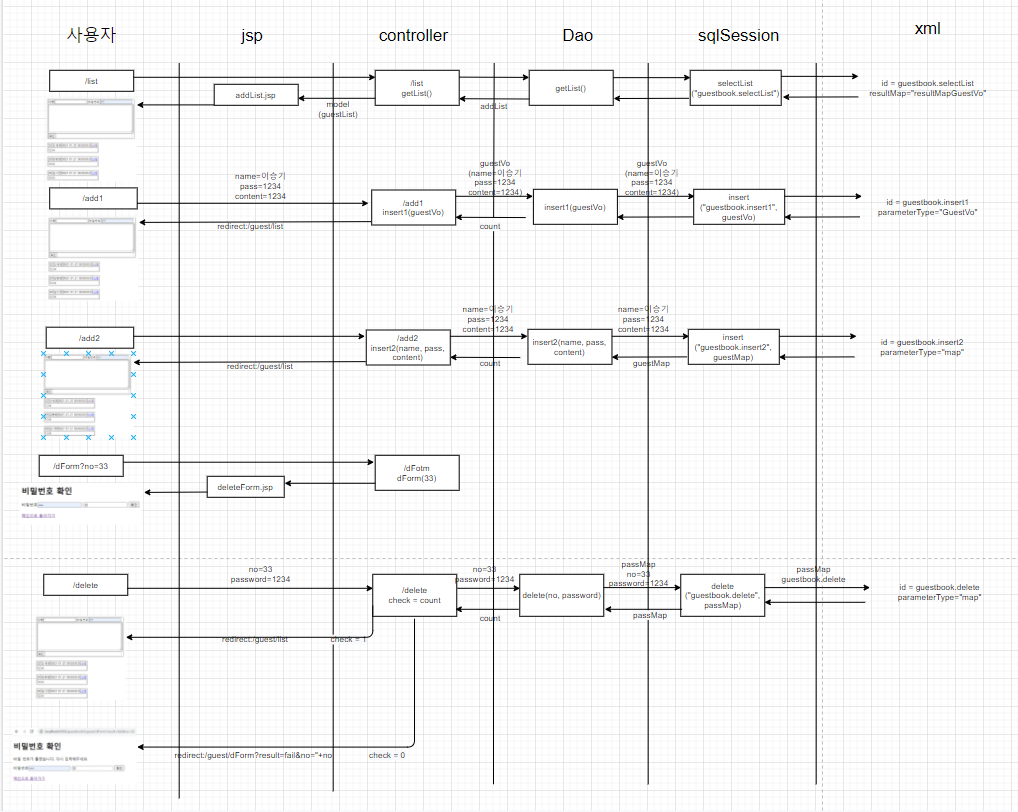 사용자
jsp
controller
Dao
sqlSession
xml
/list
/list
getList()
getList()
selectList
("guestbook.selectList")
id = guestbook.selectList
resultMap="resultMapGuestVo"
addList.jsp
model
(guestList)
addList
/add1
name=이승기
pass=1234
content=1234
/add1
insert1(guestVo)
guestVo
(name=이승기
pass=1234
content=1234)
insert1(guestVo)
guestVo
(name=이승기
pass=1234
content=1234)
insert
("guestbook.insert1",
guestVo)
id = guestbook.insert1
parameterType="GuestVo"
redirect:/guest/list
count
/add2
/add2
insert2(name, pass,
content)
name=이승기
pass=1234
content=1234
insert2(name, pass,
content)
name=이승기
pass=1234
content=1234
insert
("guestbook.insert2",
guestMap)
id = guestbook.insert2
parameterType="map"
redirect:/guest/list
count
guestMap
/dForm?no=33
/dFotm
dForm(33)
deleteForm.jsp
비밀번호 확인
/delete
no=33
password=1234
/delete
check = count
no=33
password=1234
delete(no, password)
passMap
no=33
password=1234
delete
("guestbook.delete",
passMap)
passMap
guestbook.delete
id = guestbook.delete
parameterType="map"
count
passMap
redirect:/guest/list
check = 1
비밀번호 확인
redirect:/guest/dForm?result=fail&no="+no
check = 0